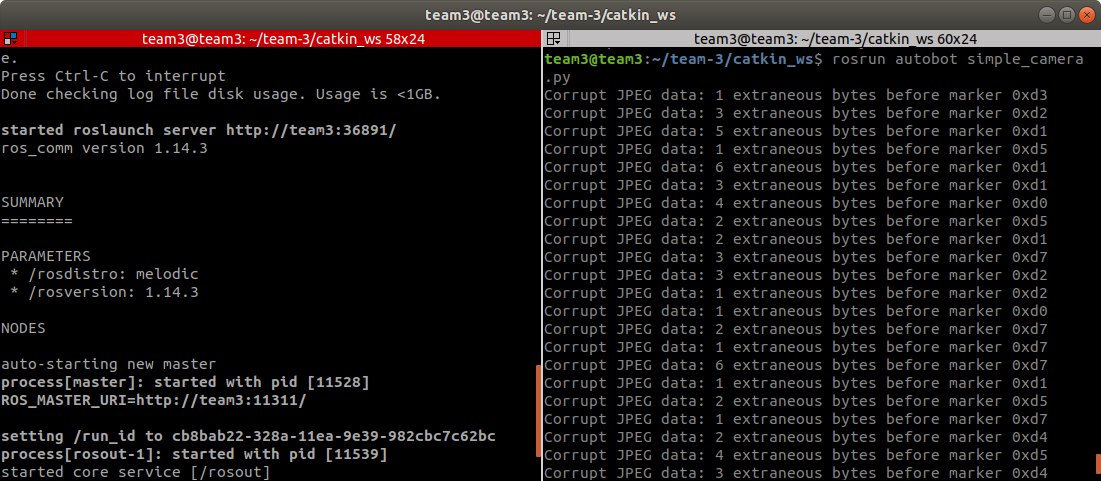 team3@team3: ~/team-3/catkin_ws
team3@team3: ~/team-3/catkin_ws 58x24
e.
Press Ctrl-C to interrupt
Done checking log file disk usage. Usage is <1GB.
started roslaunch server http://team3:36891/
ros_comm version 1.14.3
SUMMARY
========
PARAMETERS
* /rosdistro: melodic
* /rosversion: 1.14.3
NODES
auto-starting new master
process[master]: started with pid [11528]
ROS_MASTER_URI=http://team3:11311/
setting /run_id to cb8bab22-328a-11ea-9e39-982cbc7c62bc
process[rosout-1]: started with pid [11539]
started core service [/rosout]
team3@team3: ~/team-3/catkin_ws 60x24
team3@team3:~/team-3/catkin_ws$ rosrun autobot simple_camera
.py
Corrupt JPEG data: 1 extraneous bytes before marker 0xd3
Corrupt JPEG data: 3 extraneous bytes before marker 0xd2
Corrupt JPEG data: 5 extraneous bytes before marker 0xd1
Corrupt JPEG data: 1 extraneous bytes before marker 0xd5
Corrupt JPEG data: 6 extraneous bytes before marker 0xd1
Corrupt JPEG data: 3 extraneous bytes before marker 0xd1
Corrupt JPEG data: 4 extraneous bytes before marker 0xd0
Corrupt JPEG data: 2 extraneous bytes before marker 0xd5
Corrupt JPEG data: 2 extraneous bytes before marker 0xd1
Corrupt JPEG data: 3 extraneous bytes before marker 0xd7
Corrupt JPEG data: 3 extraneous bytes before marker 0xd2
Corrupt JPEG data: 1 extraneous bytes before marker 0xd2
Corrupt JPEG data: 1 extraneous bytes before marker 0xd0
Corrupt JPEG data: 2 extraneous bytes before marker 0xd7
Corrupt JPEG data: 1 extraneous bytes before marker 0xd7
Corrupt JPEG data: 6 extraneous bytes before marker 0xd7
Corrupt JPEG data: 1 extraneous bytes before marker 0xd1
Corrupt JPEG data: 2 extraneous bytes before marker 0xd5
Corrupt JPEG data: 1 extraneous bytes before marker 0xd7
Corrupt JPEG data: 2 extraneous bytes before marker 0xd4
Corrupt JPEG data: 4 extraneous bytes before marker 0xd5
Corrupt JPEG data: 3 extraneous bytes before marker 0xd4